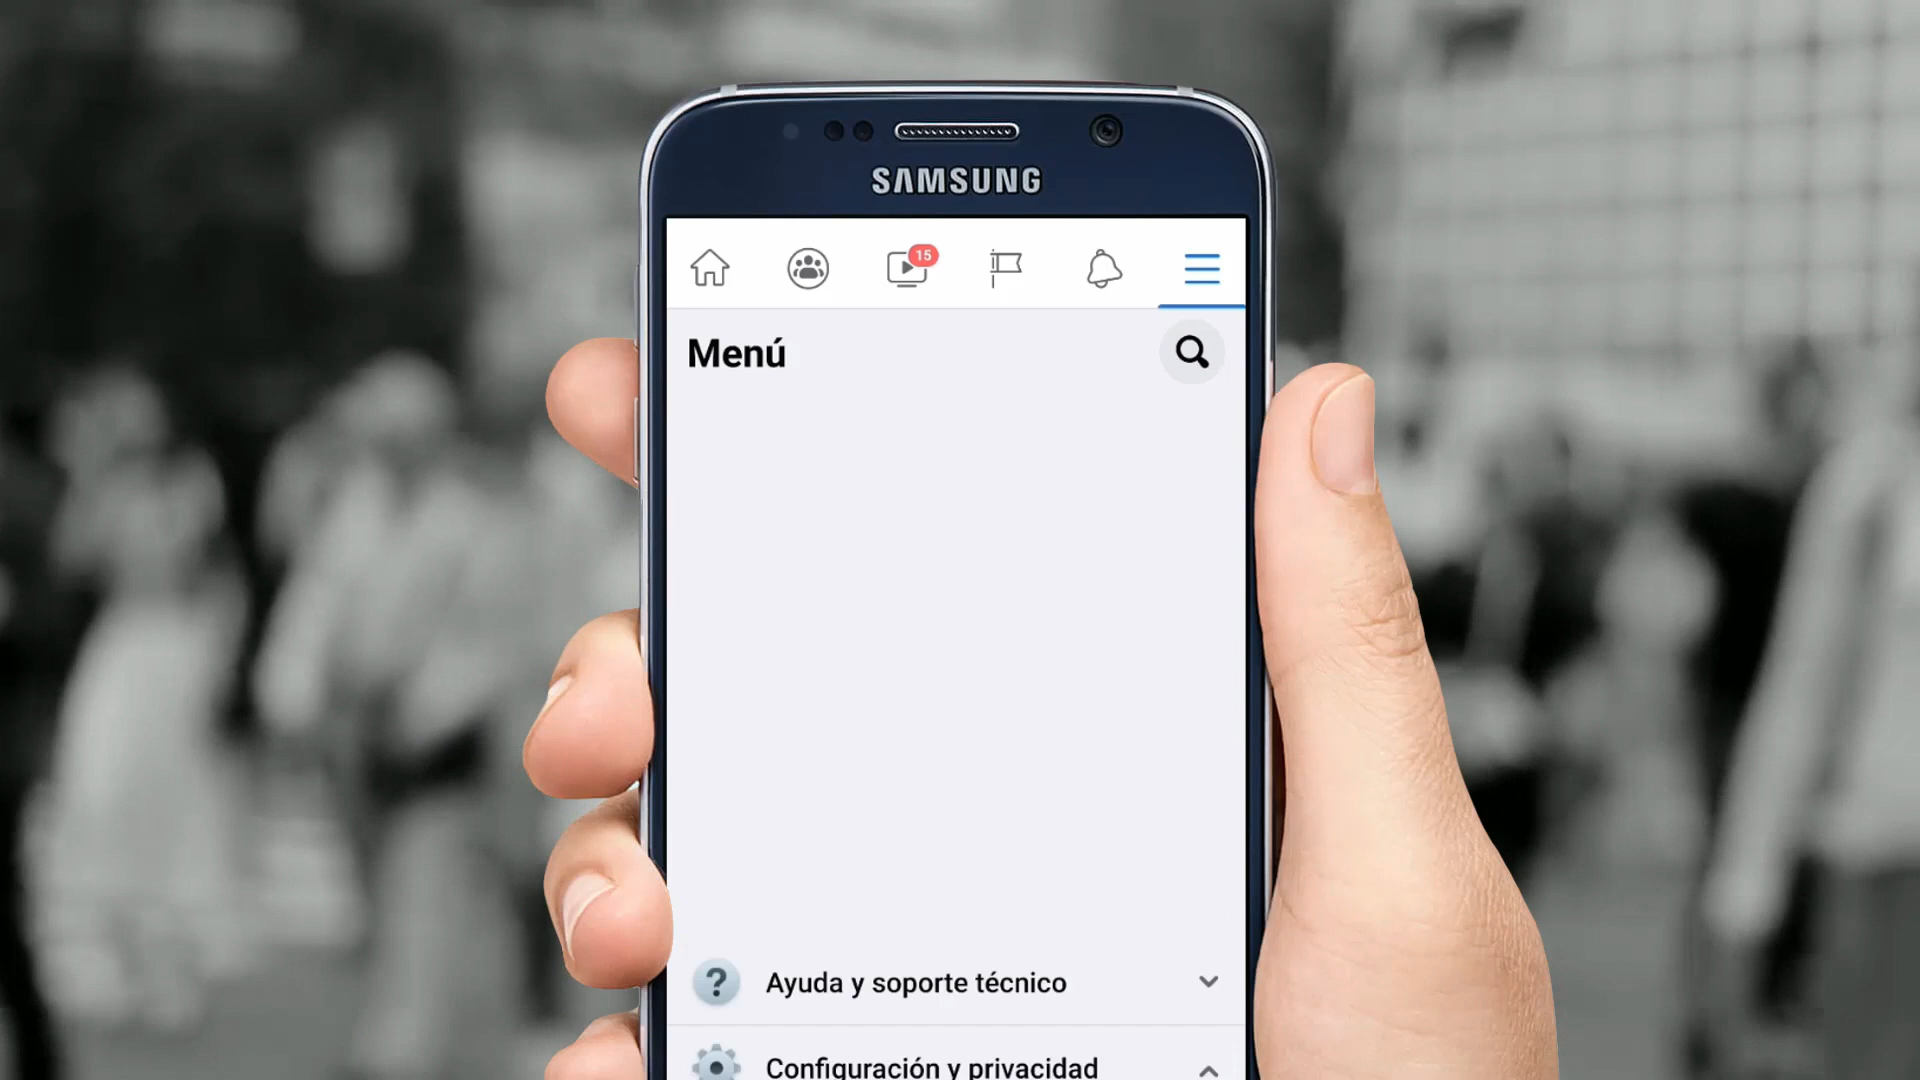 SAMSUNG
15
Menú
Ayuda y soporte técnico
Configuración y privacidad